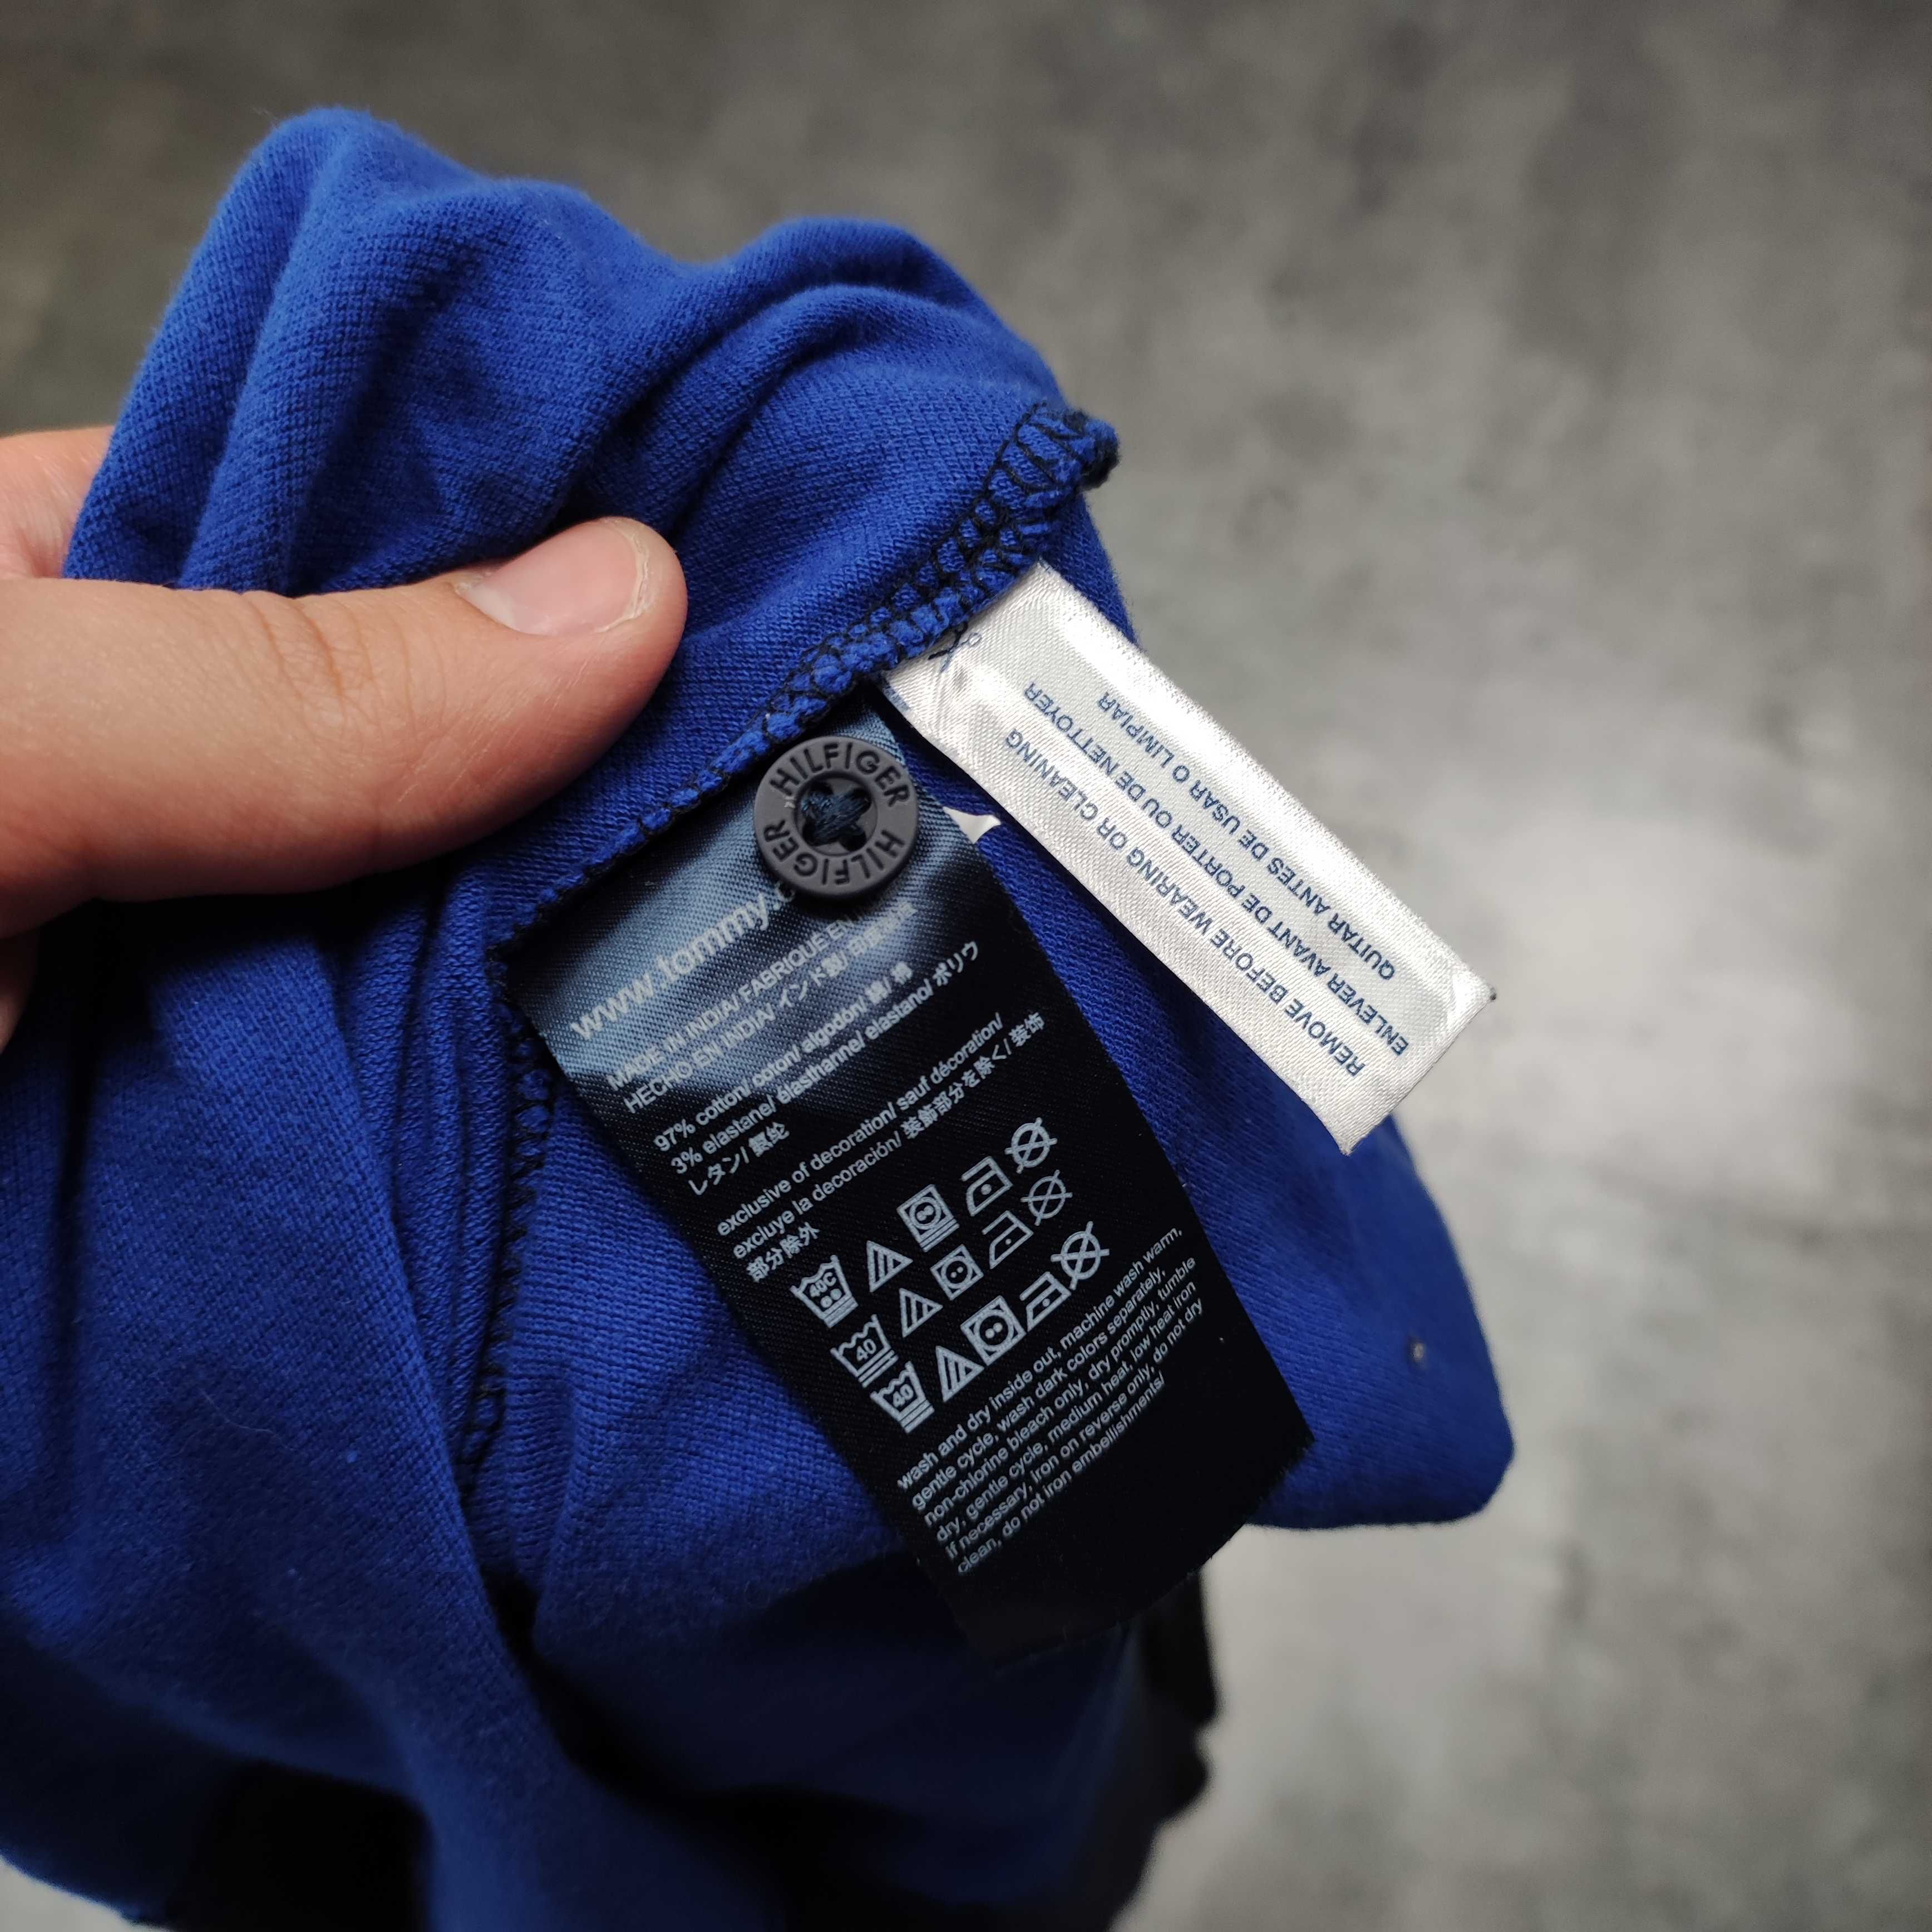 HILFIGER HILFIGER
www.tommy.
MADE IN INDIA/ FABRIQUÉ EN
HECHO EN INDIA/ インド製/
97% cotton/ coton/ algodón/ 綿/ 棉
3% elastane/ élasthanne/ elastano/ ポリウ
レタン/ 氨纶
exclusive of decoration/ sauf décoration/
excluye la decoración/ 装飾部分を除く/ 装饰
部分除外
40C
40
40
wash and dry inside out, machine wash warm,
gentle cycle, wash dark colors separately,
non-chlorine bleach only, dry promptly, tumble
dry, gentle cycle, medium heat, low heat iron
if necessary, iron on reverse only, do not dry
clean, do not iron embellishments/
REMOVE BEFORE WEARING OR CLEANING
ENLEVER AVANT DE PORTER OU DE NETTOYER
QUITAR ANTES DE USAR O LIMPIAR